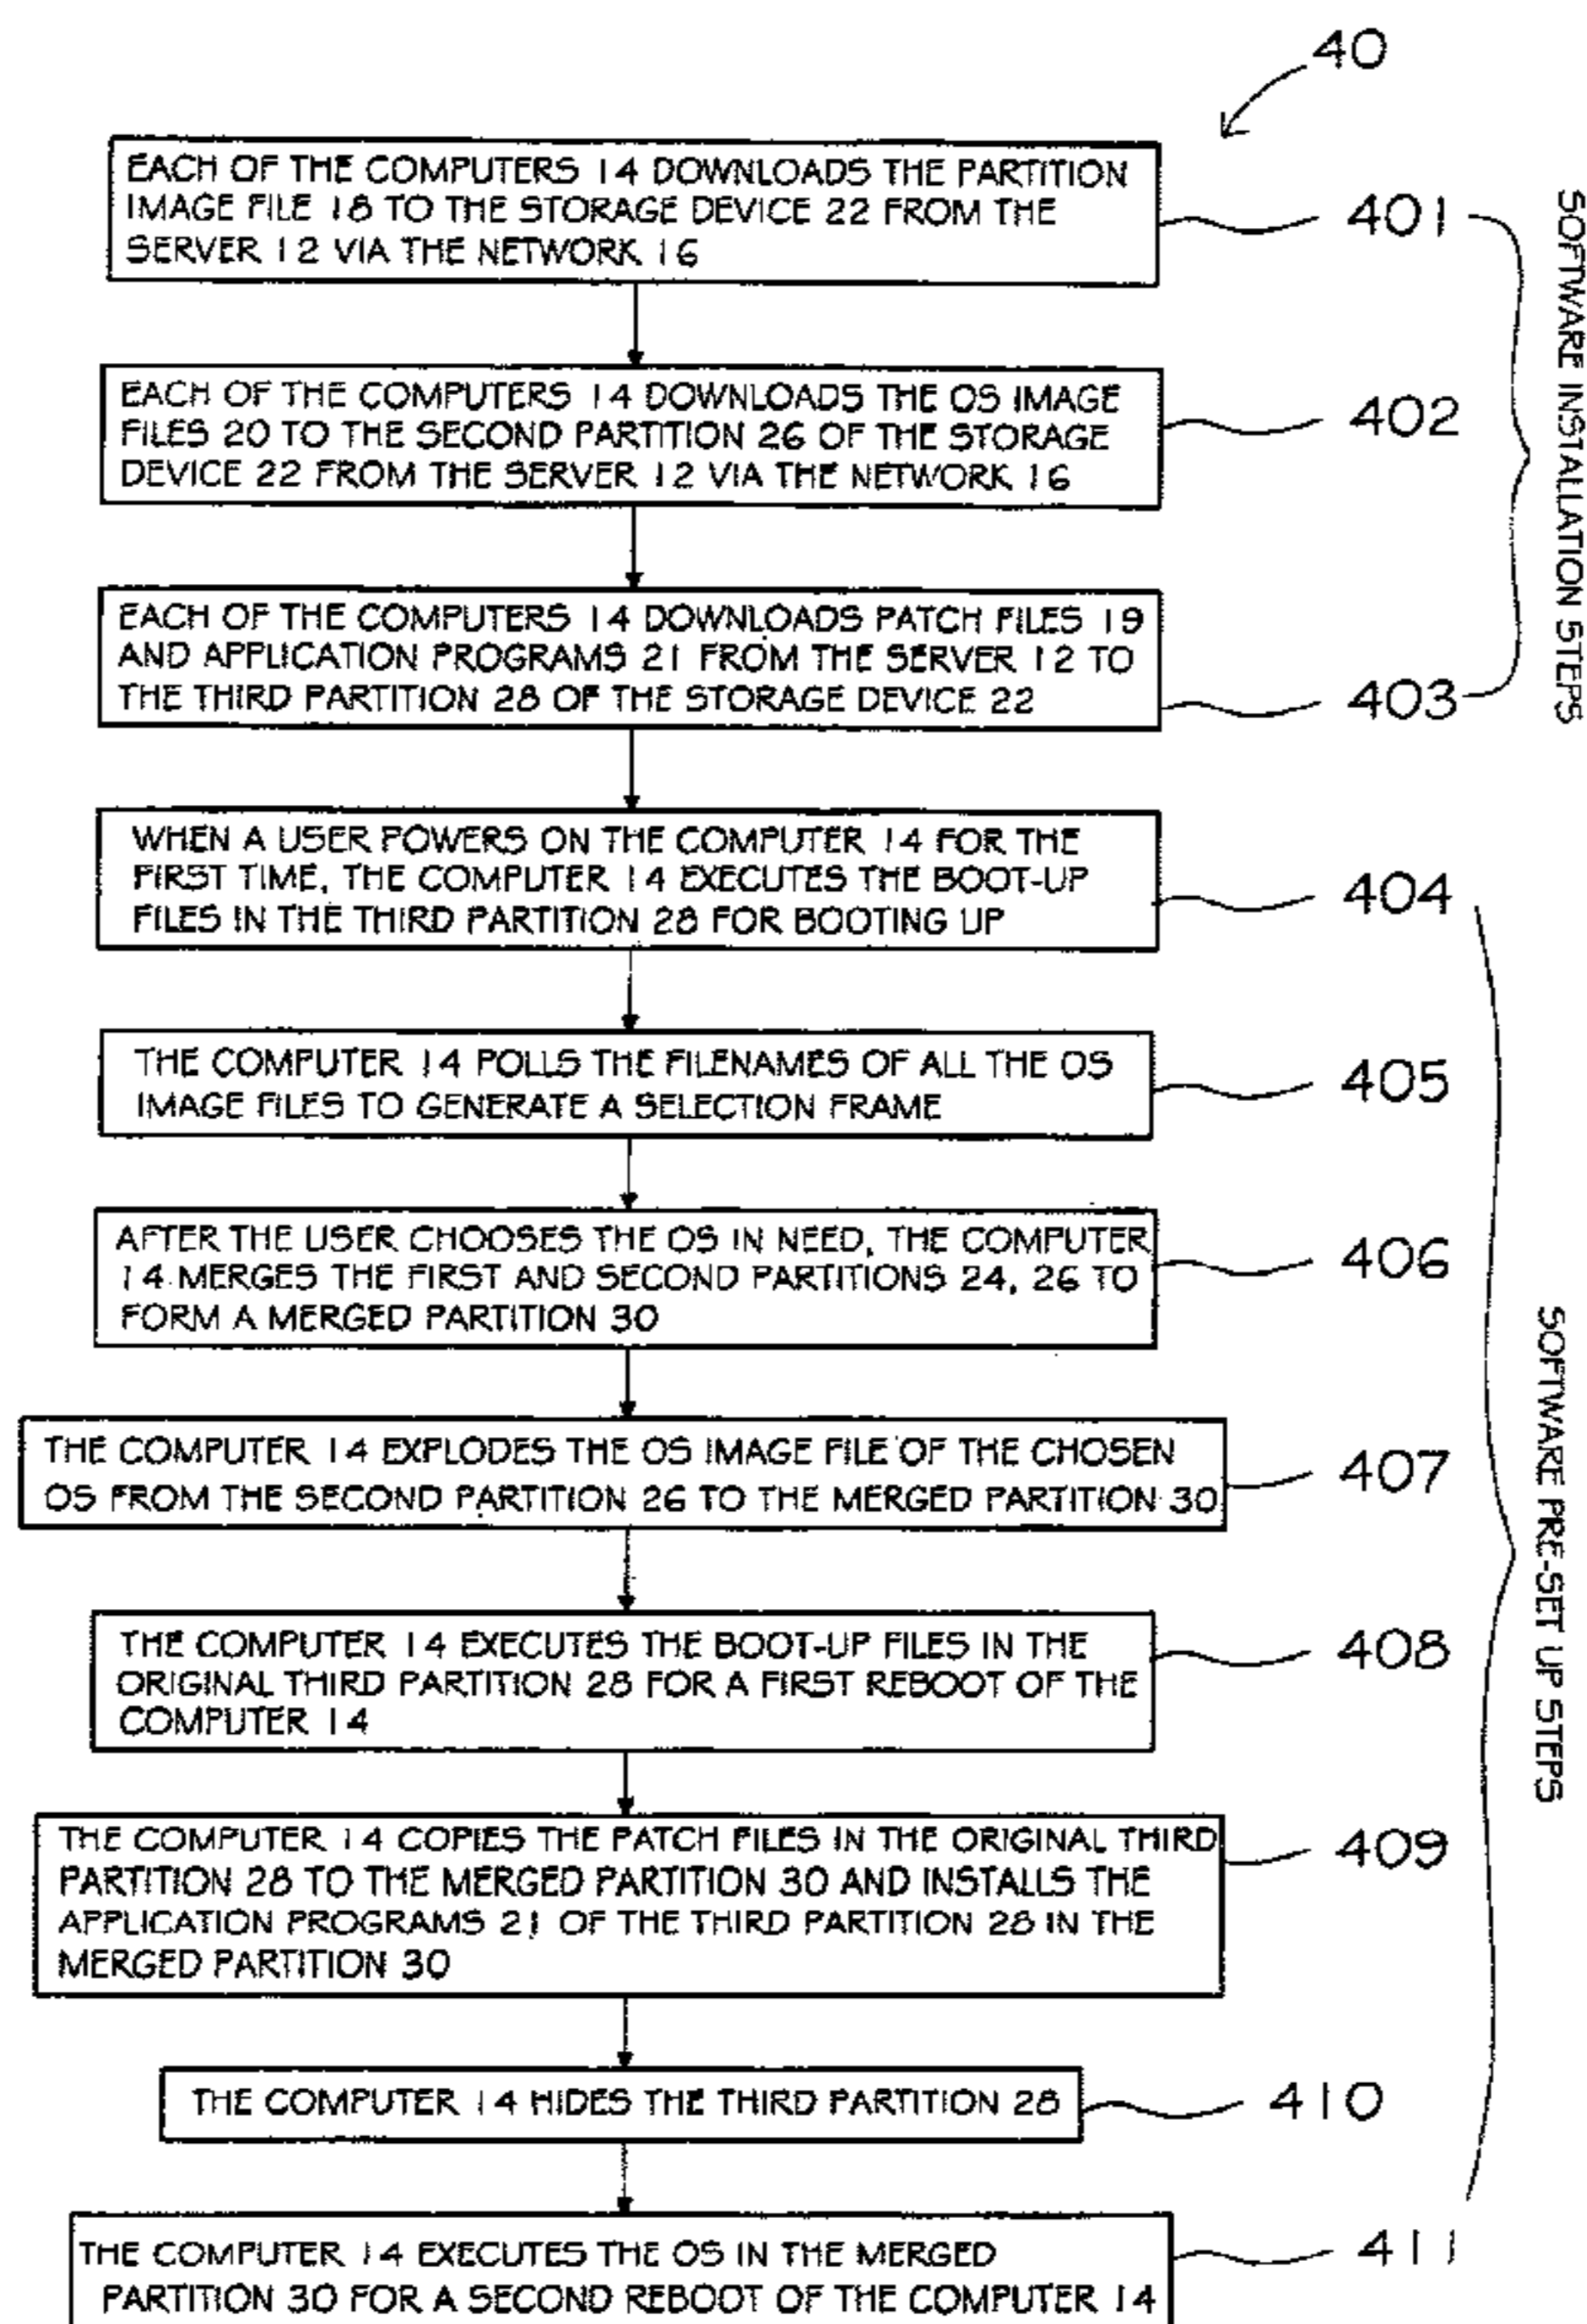 40
EACH OF THE COMPUTERS 14 DOWNLOADS THE PARTITION
IMAGE FILE 18 TO THE STORAGE DEVICE 22 FROM THE
SERVER 12 VIA THE NETWORK 16
401
EACH OF THE COMPUTERS 14 DOWNLOADS THE OS IMAGE
FILES 20 TO THE SECOND PARTITION 26 OF THE STORAGE
DEVICE 22 FROM THE SERVER 12 VIA THE NETWORK 16
402
EACH OF THE COMPUTERS 14 DOWNLOADS PATCH FILES 19
AND APPLICATION PROGRAMS 21 FROM THE SERVER 12 TO
THE THIRD PARTITION 28 OF THE STORAGE DEVICE 22
403
SOFTWARE INSTALLATION STEPS
WHEN A USER POWERS ON THE COMPUTER 14 FOR THE
FIRST TIME, THE COMPUTER 14 EXECUTES THE BOOT-UP
FILES IN THE THIRD PARTITION 28 FOR BOOTING UP
404
THE COMPUTER 14 POLLS THE FILENAMES OF ALL THE OS
IMAGE FILES TO GENERATE A SELECTION FRAME
405
AFTER THE USER CHOOSES THE OS IN NEED, THE COMPUTER
14 MERGES THE FIRST AND SECOND PARTITIONS 24, 26 TO
FORM A MERGED PARTITION 30
406
THE COMPUTER 14 EXPLODES THE OS IMAGE FILE OF THE CHOSEN
OS FROM THE SECOND PARTITION 26 TO THE MERGED PARTITION 30
407
THE COMPUTER 14 EXECUTES THE BOOT-UP FILES IN THE
ORIGINAL THIRD PARTITION 28 FOR A FIRST REBOOT OF THE
COMPUTER 14
408
THE COMPUTER 14 COPIES THE PATCH FILES IN THE ORIGINAL THIRD
PARTITION 28 TO THE MERGED PARTITION 30 AND INSTALLS THE
APPLICATION PROGRAMS 21 OF THE THIRD PARTITION 28 IN THE
MERGED PARTITION 30
409
THE COMPUTER 14 HIDES THE THIRD PARTITION 28
410
THE COMPUTER 14 EXECUTES THE OS IN THE MERGED
PARTITION 30 FOR A SECOND REBOOT OF THE COMPUTER 14
411
SOFTWARE PRE-SET UP STEPS